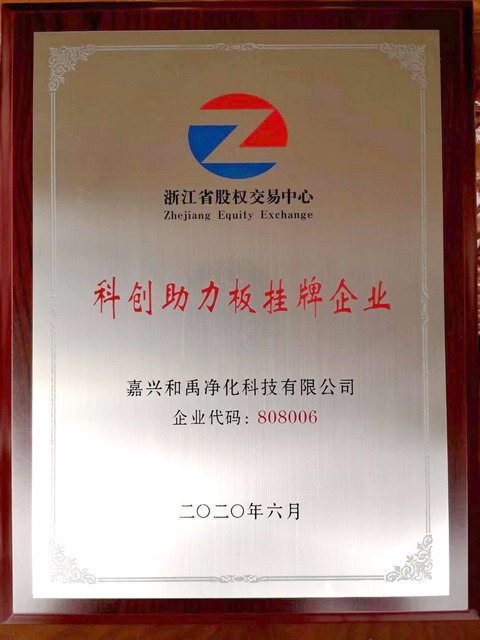 浙江省股权交易中心
Zhejiang Equity Exchange
科创助力板挂牌企业
嘉兴和禹净化科技有限公司
企业代码：808006
二〇二〇年六月